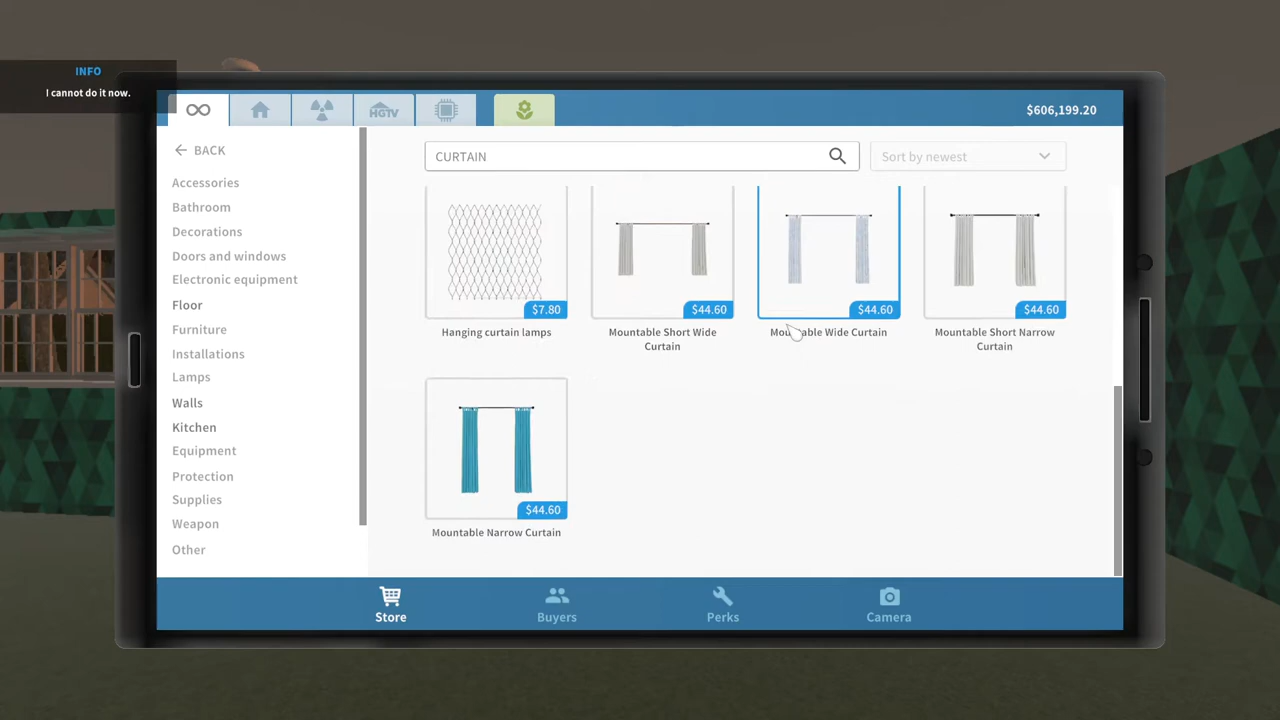 INFO
I cannot do it now.
HGTV
$606,199.20
BACK
CURTAIN
Sort by newest
Accessories
Bathroom
Decorations
Doors and windows
Electronic equipment
Floor
Furniture
Installations
Lamps
Walls
Kitchen
Equipment
Protection
Supplies
Weapon
Other
$7.80
$44.60
$44.60
$44.60
Hanging curtain lamps
Mountable Short Wide
Curtain
Mountable Wide Curtain
Mountable Short Narrow
Curtain
$44.60
Mountable Narrow Curtain
Store
Buyers
Perks
Camera